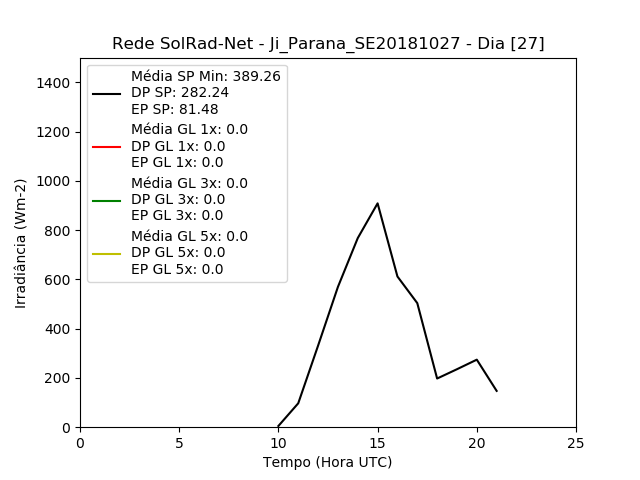 Rede SolRad-Net - Ji_Parana_SE20181027 - Dia [27]
Média SP Min: 389.26
DP SP: 282.24
EP SP: 81.48
Média GL 1x: 0.0
DP GL 1x: 0.0
EP GL 1x: 0.0
Média GL 3x: 0.0
DP GL 3x: 0.0
EP GL 3x: 0.0
Média GL 5x: 0.0
DP GL 5x: 0.0
EP GL 5x: 0.0
Irradiância (Wm-2)
1400
1200
1000
800
600
400
200
0
0 5 10 15 20 25
Tempo (Hora UTC)